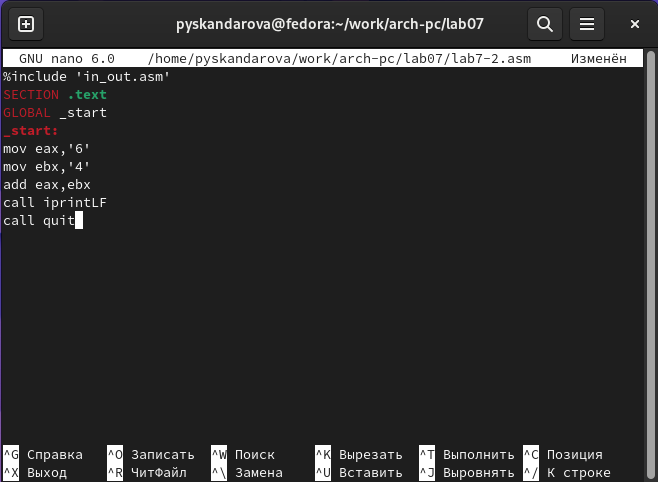 pyskandarova@fedora:~/work/arch-pc/lab07
GNU nano 6.0 /home/pyskandarova/work/arch-pc/lab07/lab7-2.asm Изменён
%include 'in_out.asm'
SECTION .text
GLOBAL _start
_start:
mov eax,'6'
mov ebx,'4'
add eax,ebx
call iprintLF
call quit
^G Справка ^O Записать ^W Поиск ^K Вырезать ^T Выполнить ^C Позиция
^X Выход ^R ЧитФайл ^\ Замена ^U Вставить ^J Выровнять ^/ К строке